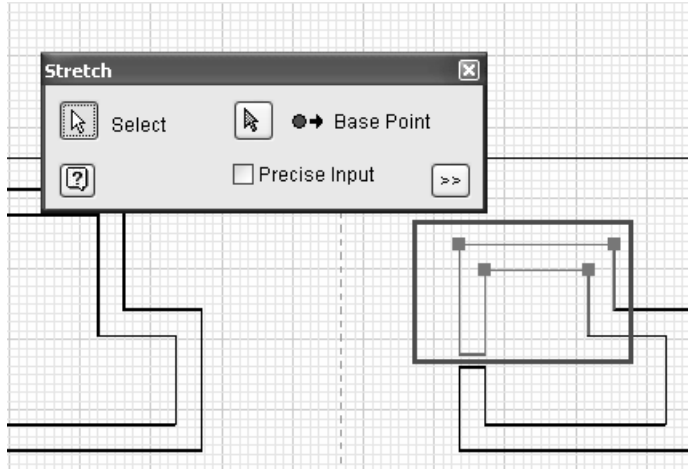 Stretch
Select
Base Point
Precise Input
>>